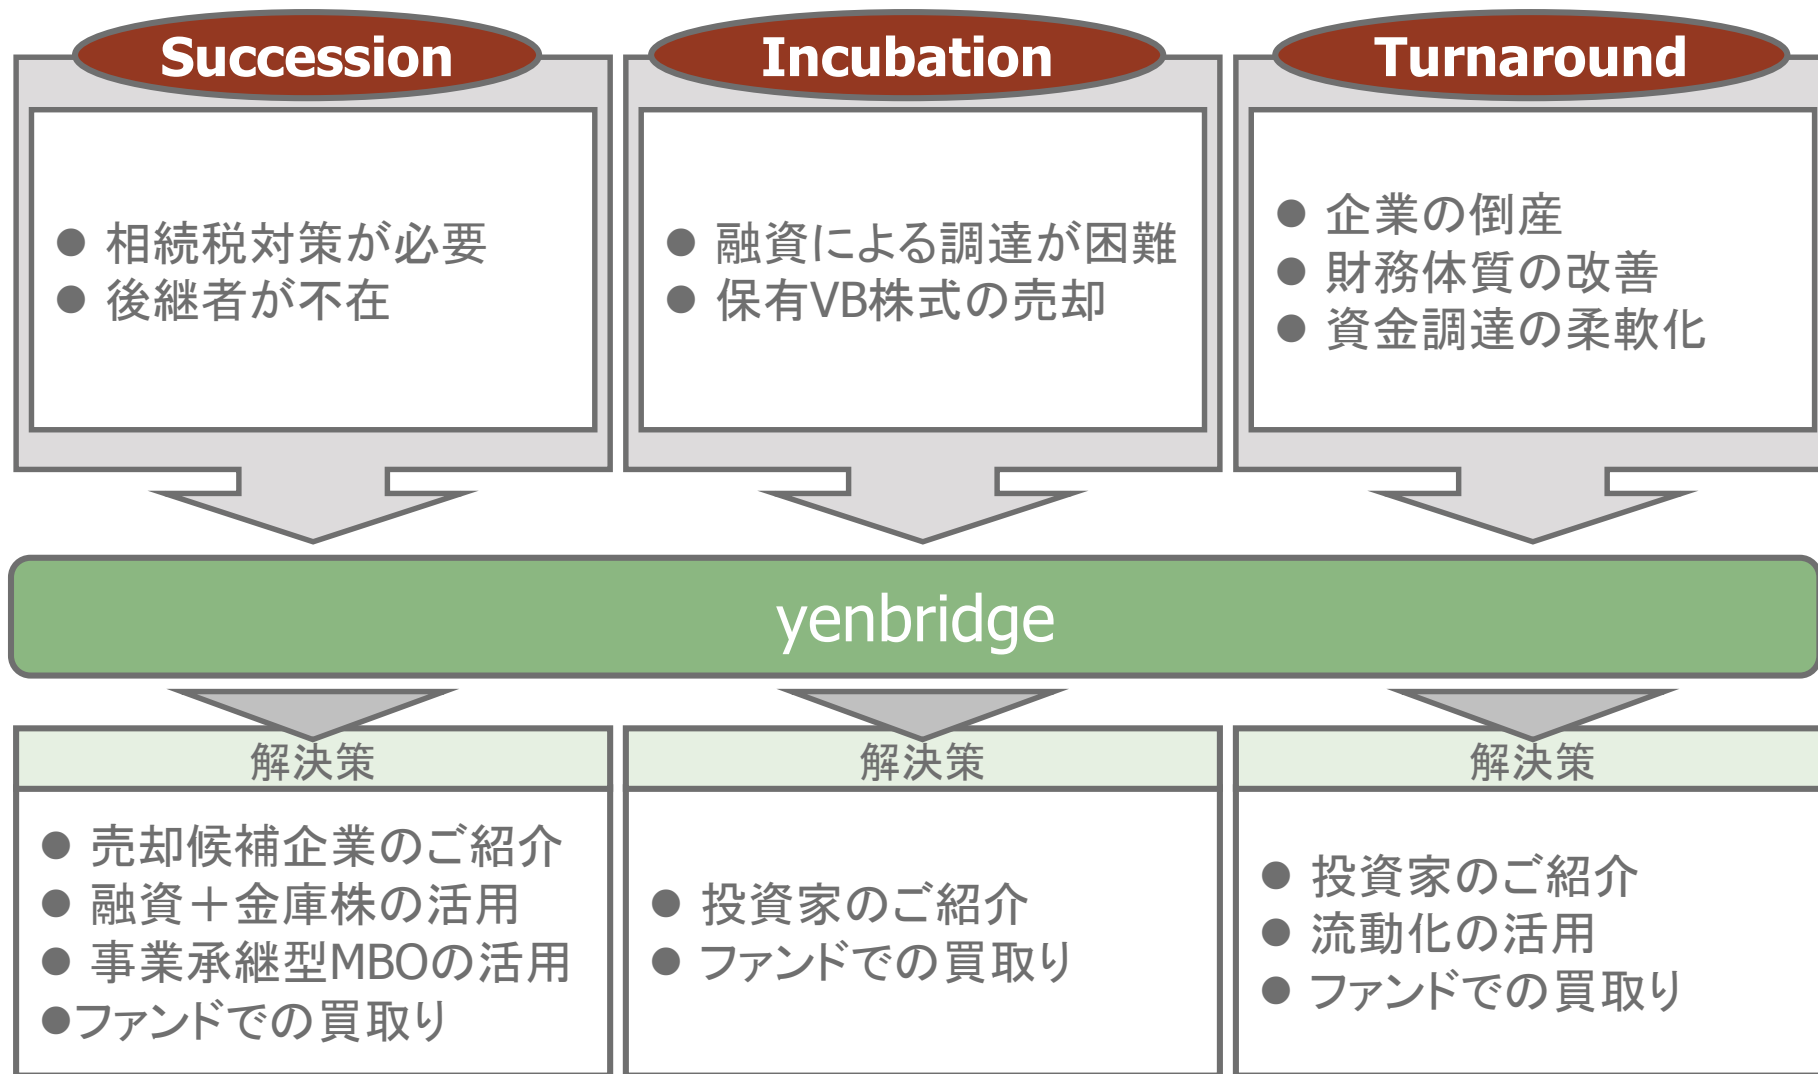 Succession
● 相続税対策が必要
● 後継者が不在
Incubation
● 融資による調達が困難
● 保有VB株式の売却
Turnaround
● 企業の倒産
● 財務体質の改善
● 資金調達の柔軟化
yenbridge
解決策
● 売却候補企業のご紹介
● 融資＋金庫株の活用
● 事業承継型MBOの活用
●ファンドでの買取り
解決策
● 投資家のご紹介
● ファンドでの買取り
解決策
● 投資家のご紹介
● 流動化の活用
● ファンドでの買取り